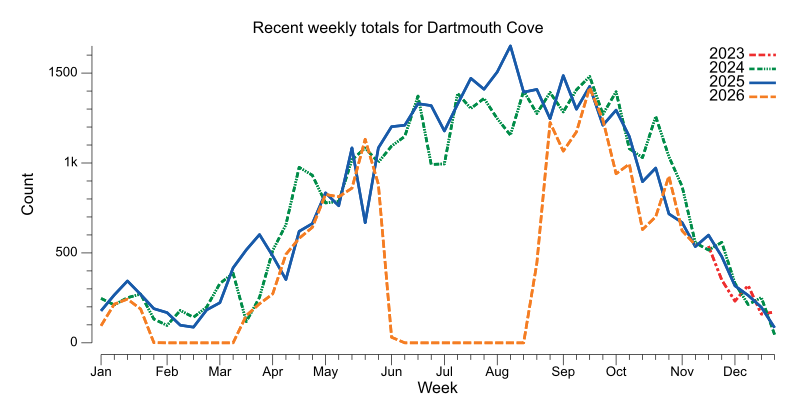 Recent weekly totals for Dartmouth Cove
2023
2024
2025
2026
1500
1k
500
0
Count
Jan Feb Mar Apr May Jun Jul Aug Sep Oct Nov Dec
Week